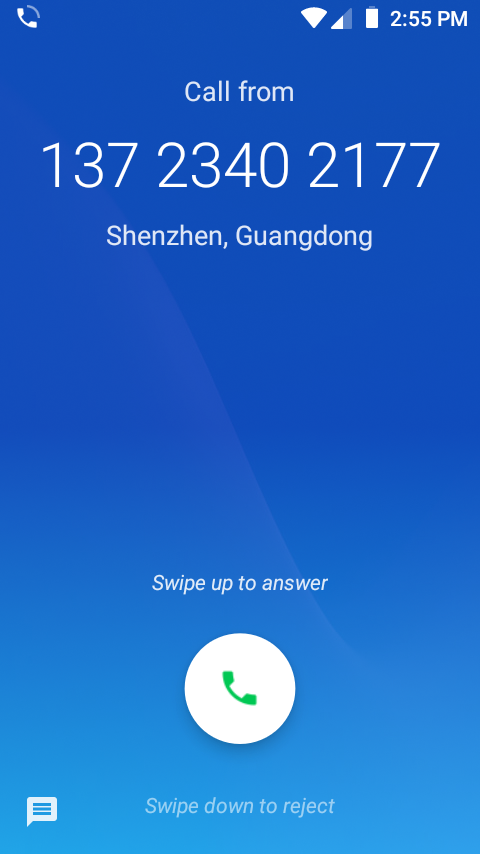 2:55 PM
Call from
137 2340 2177
Shenzhen, Guangdong
Swipe up to answer
Swipe down to reject